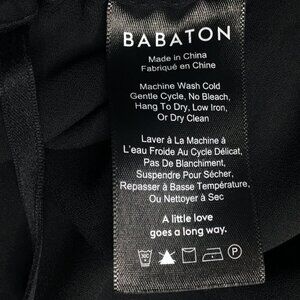 BABATON
Made in China
Fabriqué en Chine
Machine Wash Cold
Gentle Cycle, No Bleach,
Hang To Dry, Low Iron,
Or Dry Clean
Laver à La Machine à
L'eau Froide Au Cycle Délicat,
Pas De Blanchiment,
Suspendre Pour Sécher,
Repasser à Basse Température,
Ou Nettoyer à Sec
A little love
goes a long way.
30°
P